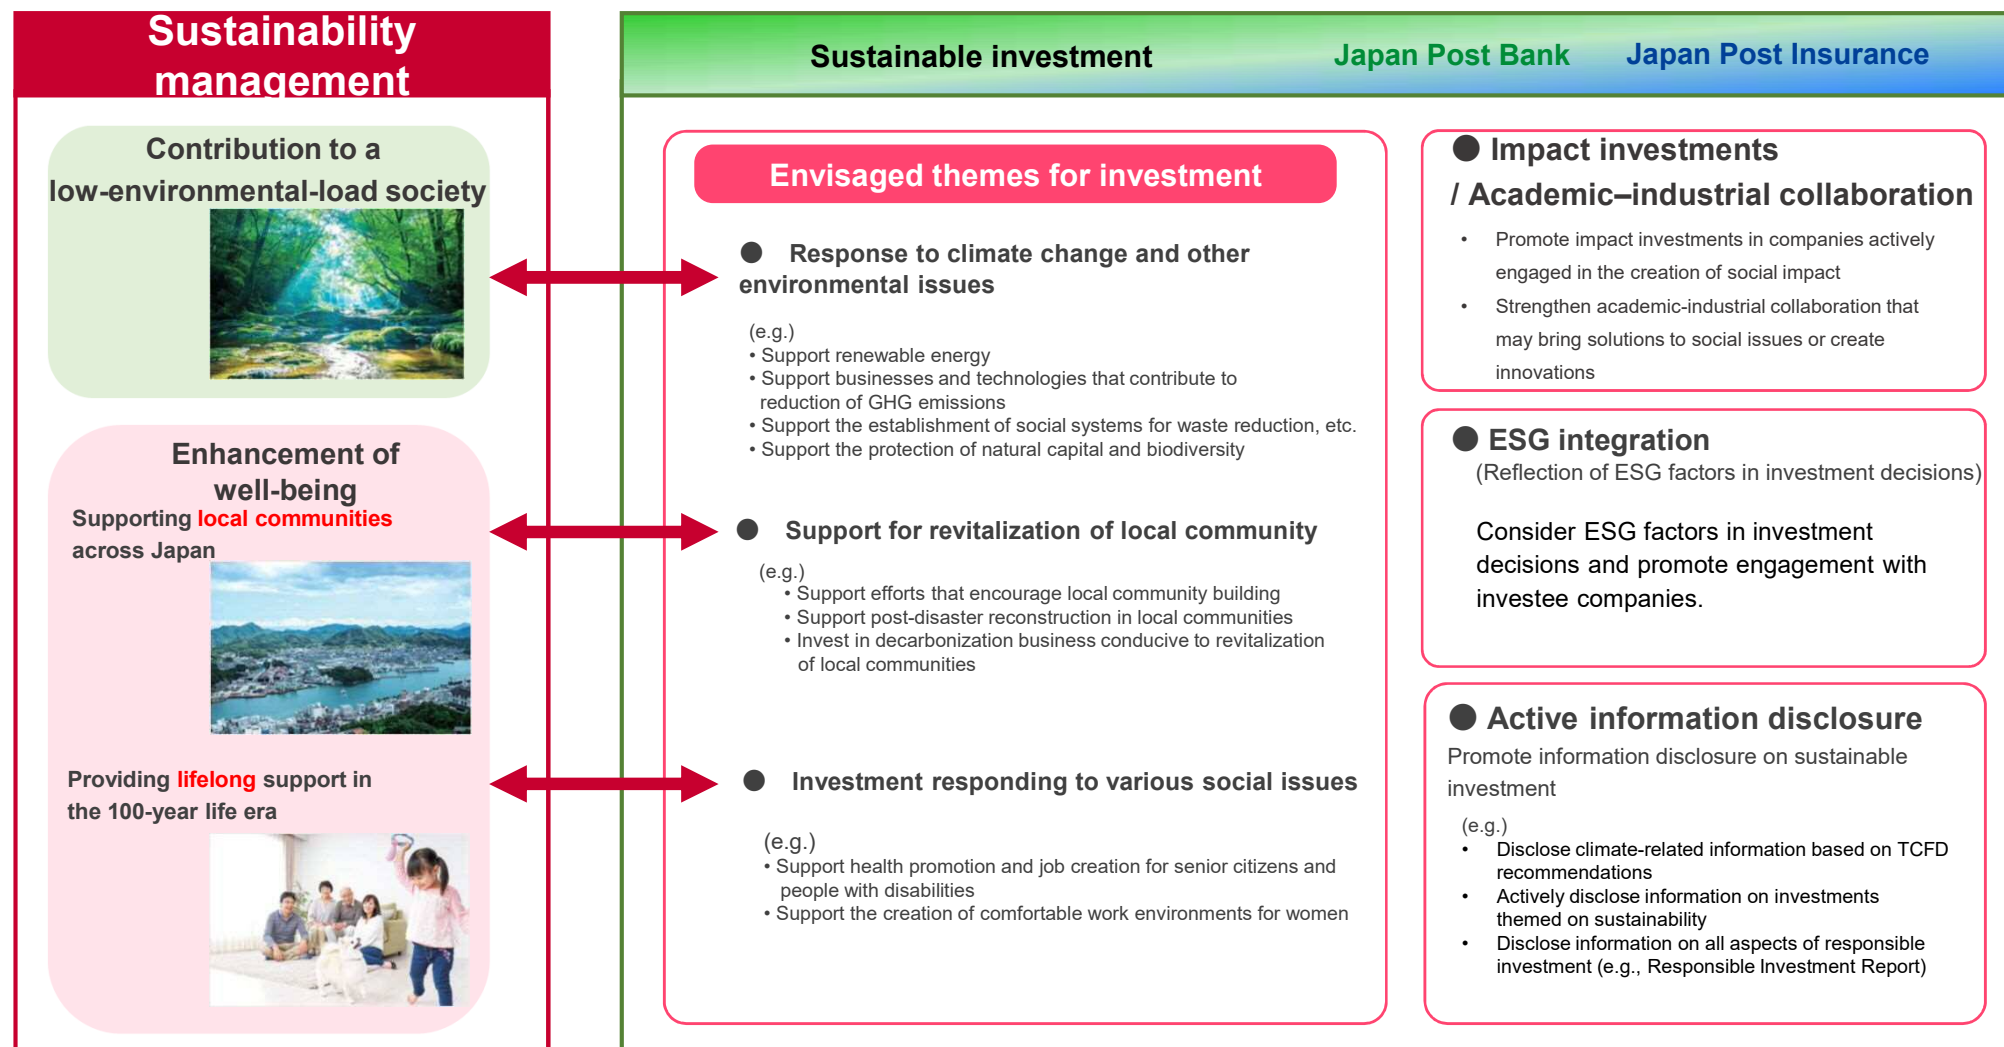 Sustainability
management
Contribution to a
low-environmental-load society
Enhancement of
well-being
Supporting local communities
across Japan
Providing lifelong support in
the 100-year life era
Sustainable investment
Japan Post Bank
Japan Post Insurance
Envisaged themes for investment
● Response to climate change and other
environmental issues
(e.g.)
• Support renewable energy
• Support businesses and technologies that contribute to
reduction of GHG emissions
• Support the establishment of social systems for waste reduction, etc.
• Support the protection of natural capital and biodiversity
● Support for revitalization of local community
(e.g.)
• Support efforts that encourage local community building
• Support post-disaster reconstruction in local communities
• Invest in decarbonization business conducive to revitalization
of local communities
● Investment responding to various social issues
(e.g.)
• Support health promotion and job creation for senior citizens and
people with disabilities
• Support the creation of comfortable work environments for women
● Impact investments
/ Academic–industrial collaboration
• Promote impact investments in companies actively
engaged in the creation of social impact
• Strengthen academic-industrial collaboration that
may bring solutions to social issues or create
innovations
● ESG integration
(Reflection of ESG factors in investment decisions)
Consider ESG factors in investment
decisions and promote engagement with
investee companies.
● Active information disclosure
Promote information disclosure on sustainable
investment
(e.g.)
• Disclose climate-related information based on TCFD
recommendations
• Actively disclose information on investments
themed on sustainability
• Disclose information on all aspects of responsible
investment (e.g., Responsible Investment Report)